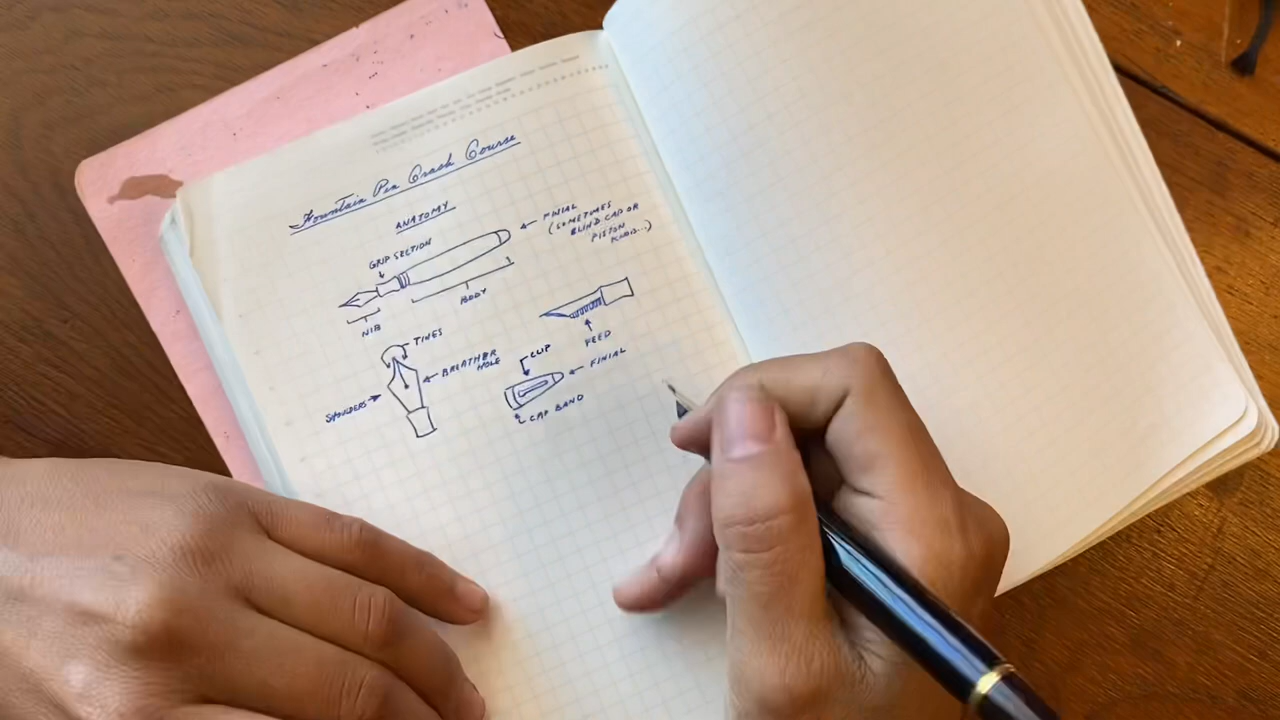 Fountain Pen Crash Course
ANATOMY
GRIP SECTION
FINIAL
(SOMETIMES
BLIND CAP OR
PISTON
KNOB...)
BODY
NIB
TINES
BREATHER
HOLE
SHOULDERS
FEED
CLIP
FINIAL
CAP BAND